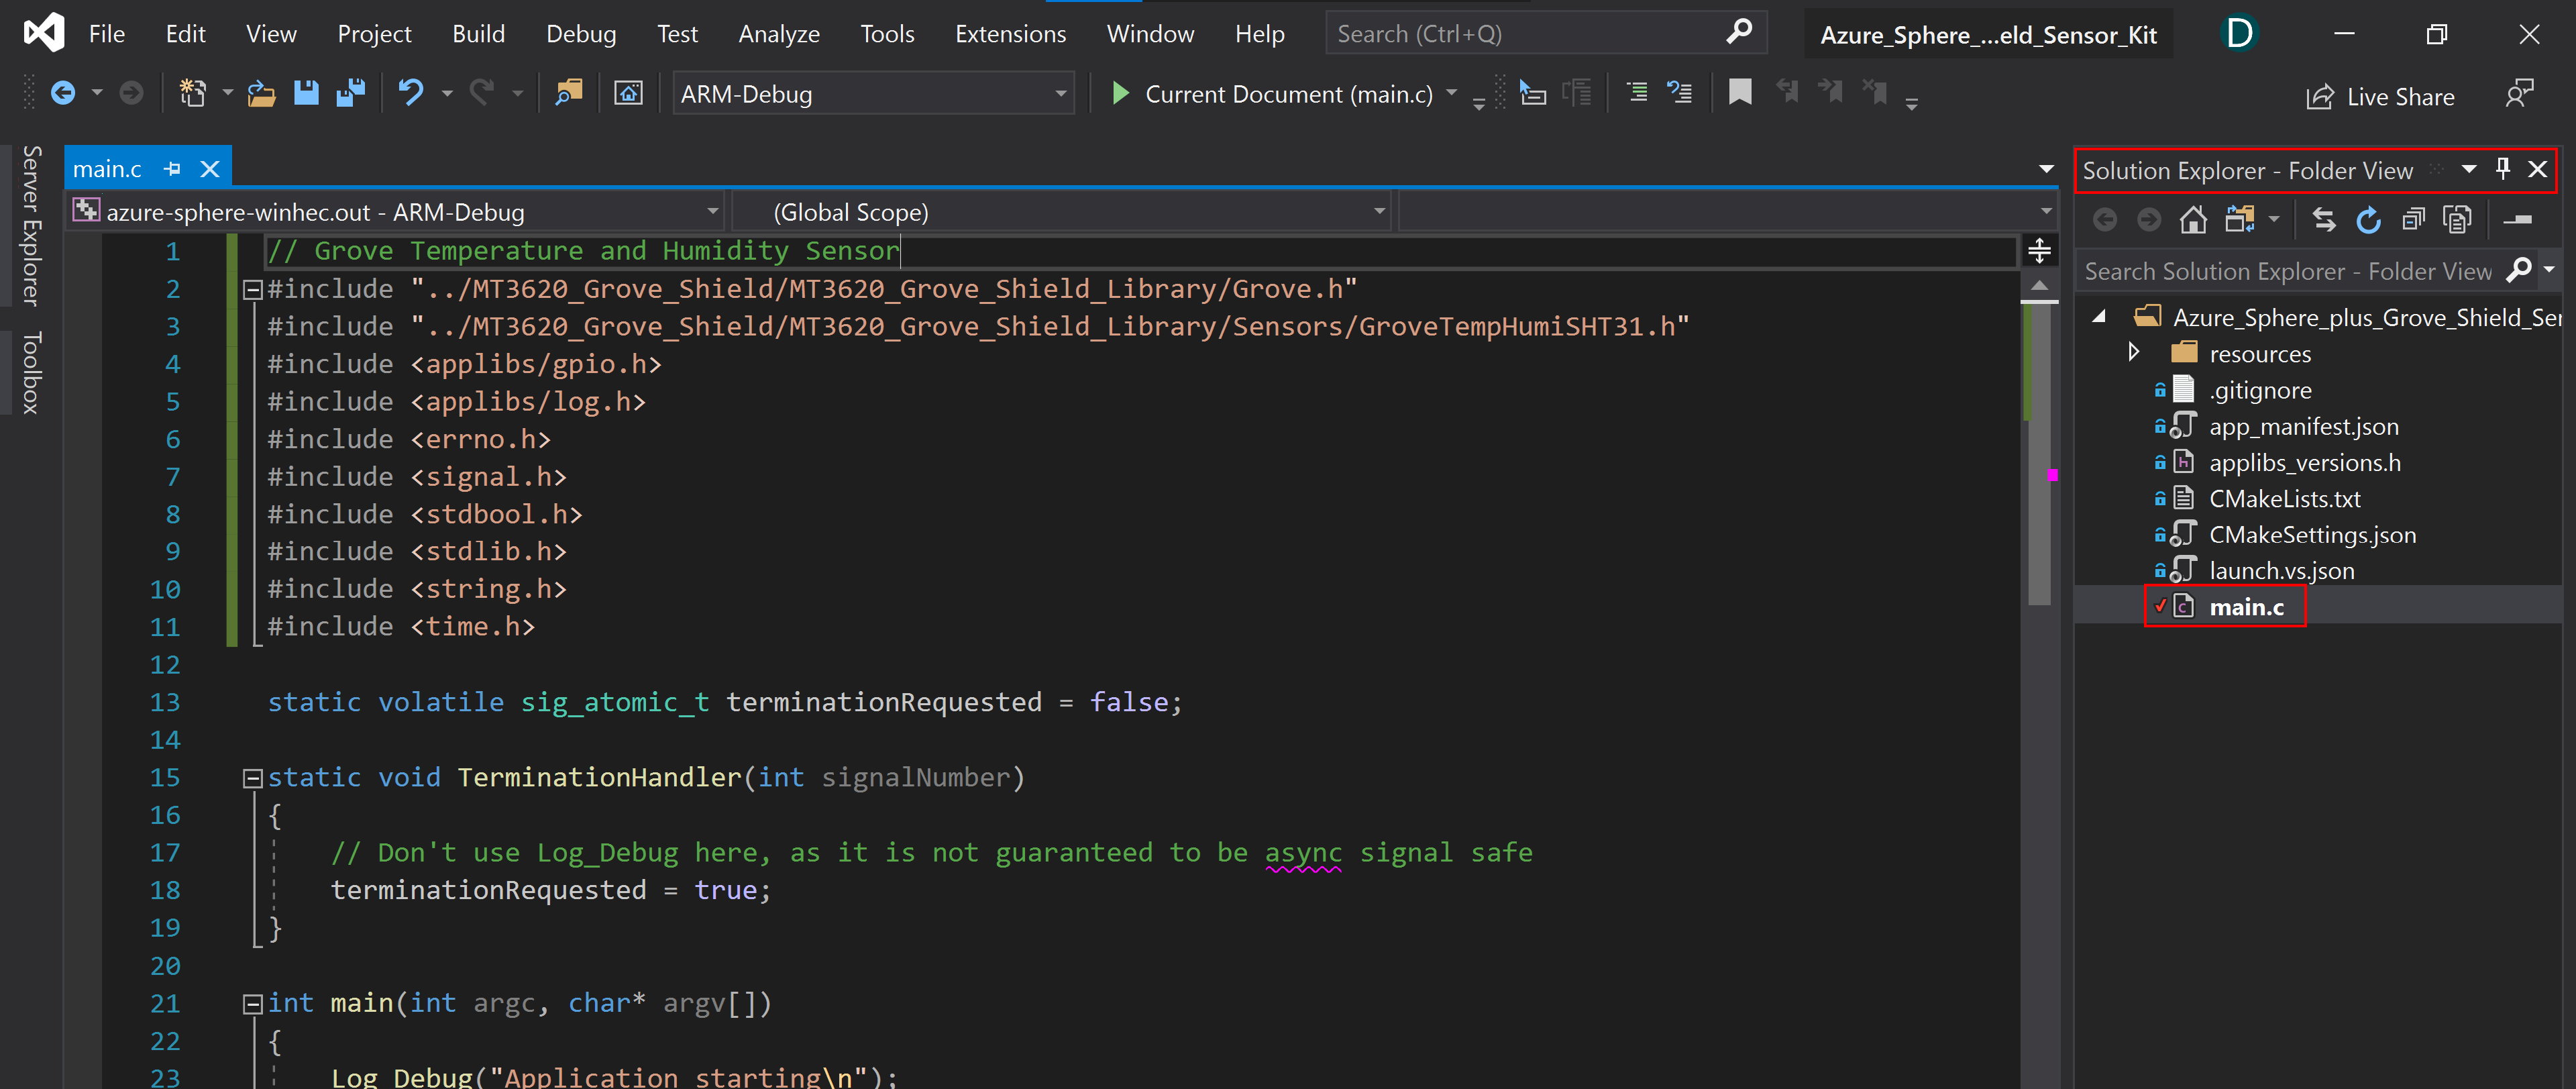 File Edit View Project Build Debug Test Analyze Tools Extensions Window Help Search (Ctrl+Q) Azure_Sphere_...eld_Sensor_Kit D
ARM-Debug Current Document (main.c) Live Share
Server Explorer
Toolbox
main.c
azure-sphere-winhec.out - ARM-Debug (Global Scope)
1 // Grove Temperature and Humidity Sensor
2 #include "../MT3620_Grove_Shield/MT3620_Grove_Shield_Library/Grove.h"
3 #include "../MT3620_Grove_Shield/MT3620_Grove_Shield_Library/Sensors/GroveTempHumiSHT31.h"
4 #include <applibs/gpio.h>
5 #include <applibs/log.h>
6 #include <errno.h>
7 #include <signal.h>
8 #include <stdbool.h>
9 #include <stdlib.h>
10 #include <string.h>
11 #include <time.h>
12
13 static volatile sig_atomic_t terminationRequested = false;
14
15 static void TerminationHandler(int signalNumber)
16 {
17 // Don't use Log_Debug here, as it is not guaranteed to be async signal safe
18 terminationRequested = true;
19 }
20
21 int main(int argc, char* argv[])
22 {
23 Log_Debug("Application starting\n");
Solution Explorer - Folder View
Search Solution Explorer - Folder View
Azure_Sphere_plus_Grove_Shield_Ser
resources
.gitignore
app_manifest.json
applibs_versions.h
CMakeLists.txt
CMakeSettings.json
launch.vs.json
main.c